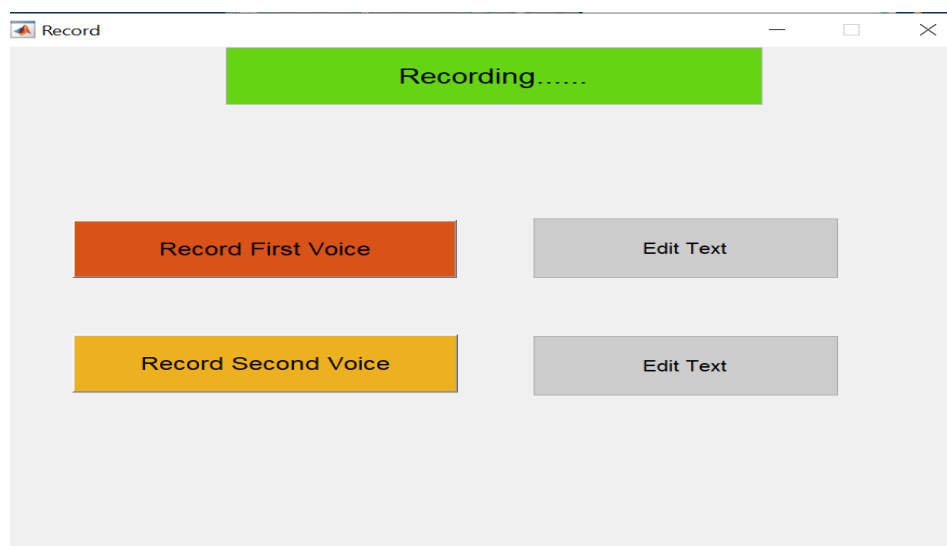 Record
Recording......
Record First Voice
Edit Text
Record Second Voice
Edit Text